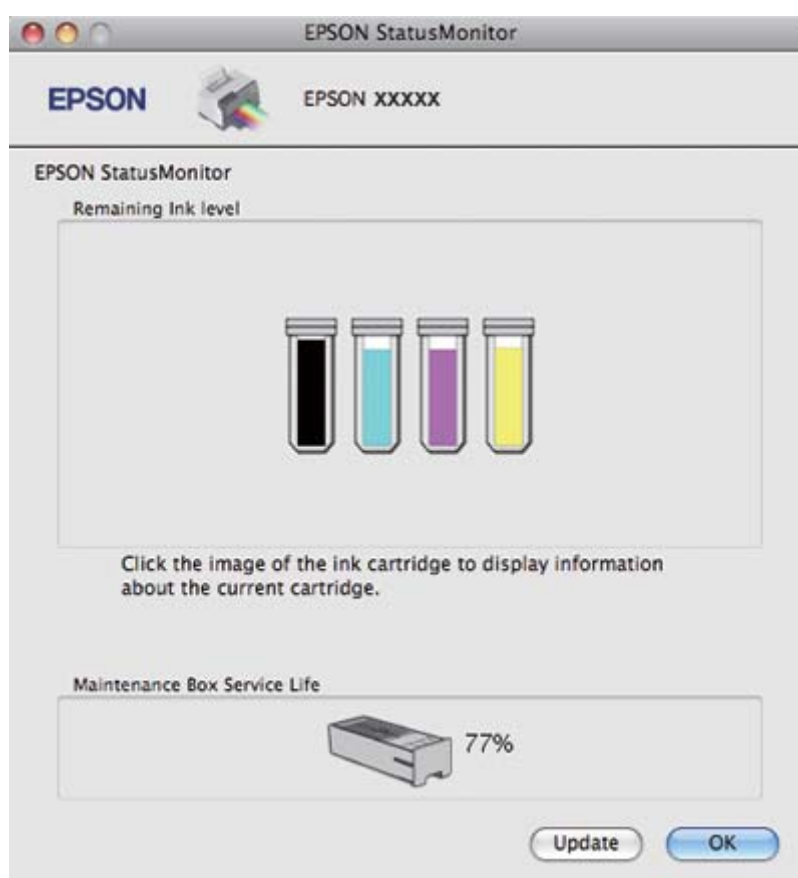 EPSON StatusMonitor
EPSON
EPSON XXXXX
EPSON StatusMonitor
Remaining Ink level
Click the image of the ink cartridge to display information
about the current cartridge.
Maintenance Box Service Life
77%
Update
OK